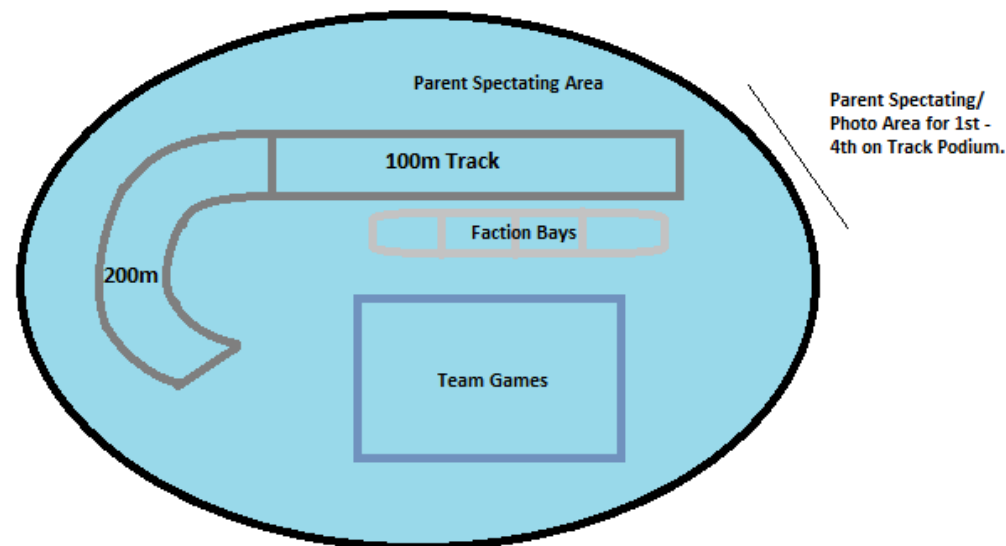 Parent Spectating Area
Parent Spectating/
Photo Area for 1st -
4th on Track Podium.
100m Track
Faction Bays
200m
Team Games